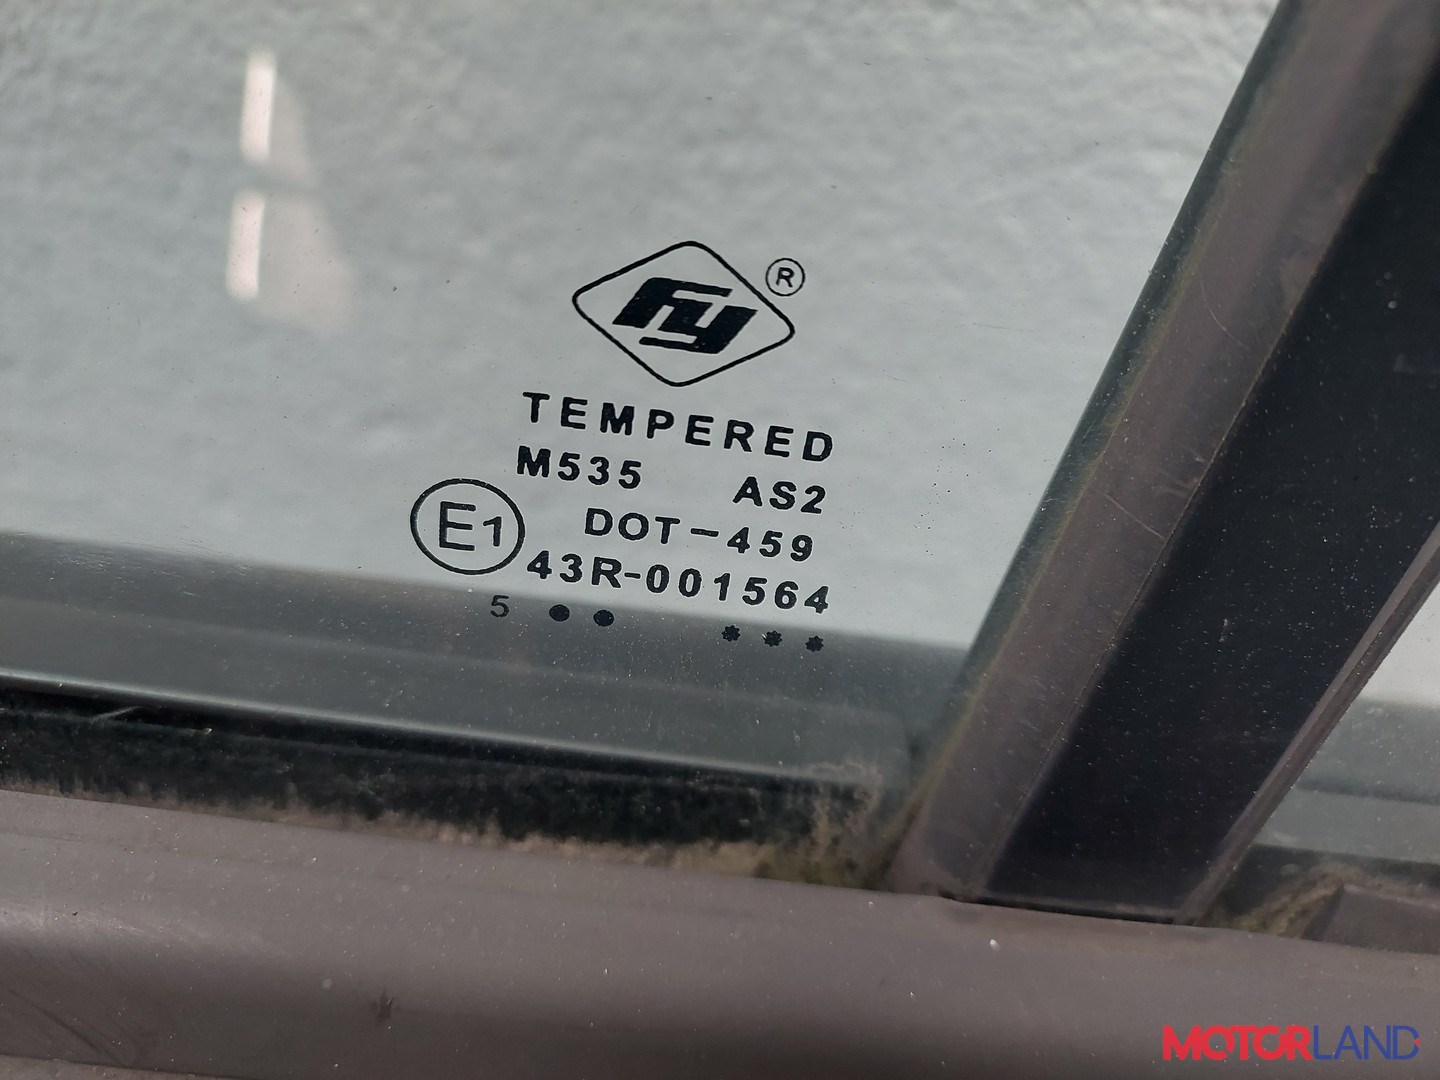 fy ®
TEMPERED
M535 AS2
E1 DOT-459
43R-001564
5 ●● ***
MOTORLAND